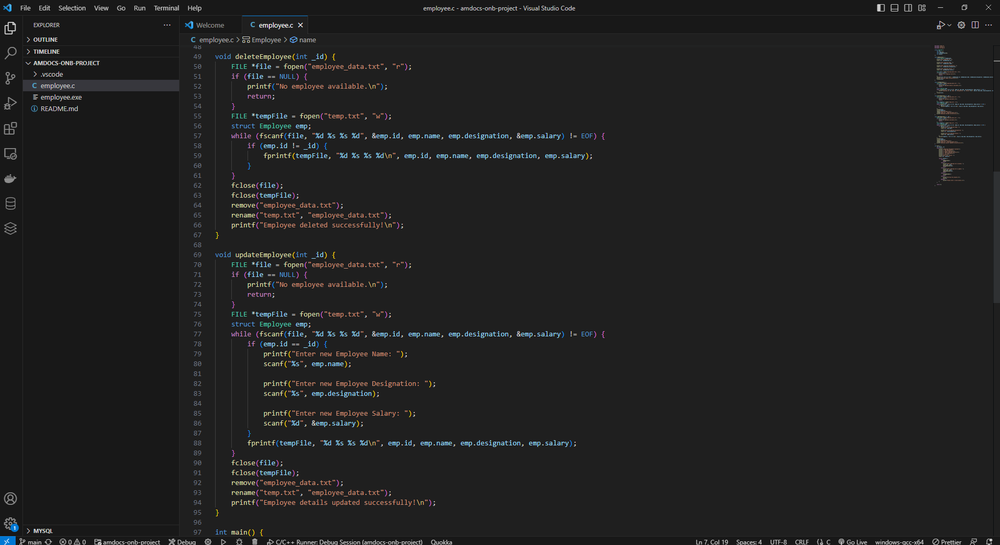 File Edit Selection View Go Run Terminal Help
employee.c - amdocs-onb-project - Visual Studio Code
EXPLORER
OUTLINE
TIMELINE
AMDOCS-ONB-PROJECT
.vscode
C employee.c
employee.exe
README.md
MYSQL
Welcome
C employee.c
C employee.c > Employee > name
48
49 void deleteEmployee(int _id) {
50 FILE *file = fopen("employee_data.txt", "r");
51 if (file == NULL) {
52 printf("No employee available.\n");
53 return;
54 }
55 FILE *tempFile = fopen("temp.txt", "w");
56 struct Employee emp;
57 while (fscanf(file, "%d %s %s %d", &emp.id, emp.name, emp.designation, &emp.salary) != EOF) {
58 if (emp.id != _id) {
59 fprintf(tempFile, "%d %s %s %d\n", emp.id, emp.name, emp.designation, emp.salary);
60 }
61 }
62 fclose(file);
63 fclose(tempFile);
64 remove("employee_data.txt");
65 rename("temp.txt", "employee_data.txt");
66 printf("Employee deleted successfully!\n");
67 }
68
69 void updateEmployee(int _id) {
70 FILE *file = fopen("employee_data.txt", "r");
71 if (file == NULL) {
72 printf("No employee available.\n");
73 return;
74 }
75 FILE *tempFile = fopen("temp.txt", "w");
76 struct Employee emp;
77 while (fscanf(file, "%d %s %s %d", &emp.id, emp.name, emp.designation, &emp.salary) != EOF) {
78 if (emp.id == _id) {
79 printf("Enter new Employee Name: ");
80 scanf("%s", emp.name);
81
82 printf("Enter new Employee Designation: ");
83 scanf("%s", emp.designation);
84
85 printf("Enter new Employee Salary: ");
86 scanf("%d", &emp.salary);
87 }
88 fprintf(tempFile, "%d %s %s %d\n", emp.id, emp.name, emp.designation, emp.salary);
89 }
90 fclose(file);
91 fclose(tempFile);
92 remove("employee_data.txt");
93 rename("temp.txt", "employee_data.txt");
94 printf("Employee details updated successfully!\n");
95 }
96
97 int main() {
1
main 0 0 amdocs-onb-project Debug C/C++ Runner: Debug Session (amdocs-onb-project) Quokka Ln 7, Col 19 Spaces: 4 UTF-8 CRLF {} C Go Live windows-gcc-x64 Prettier